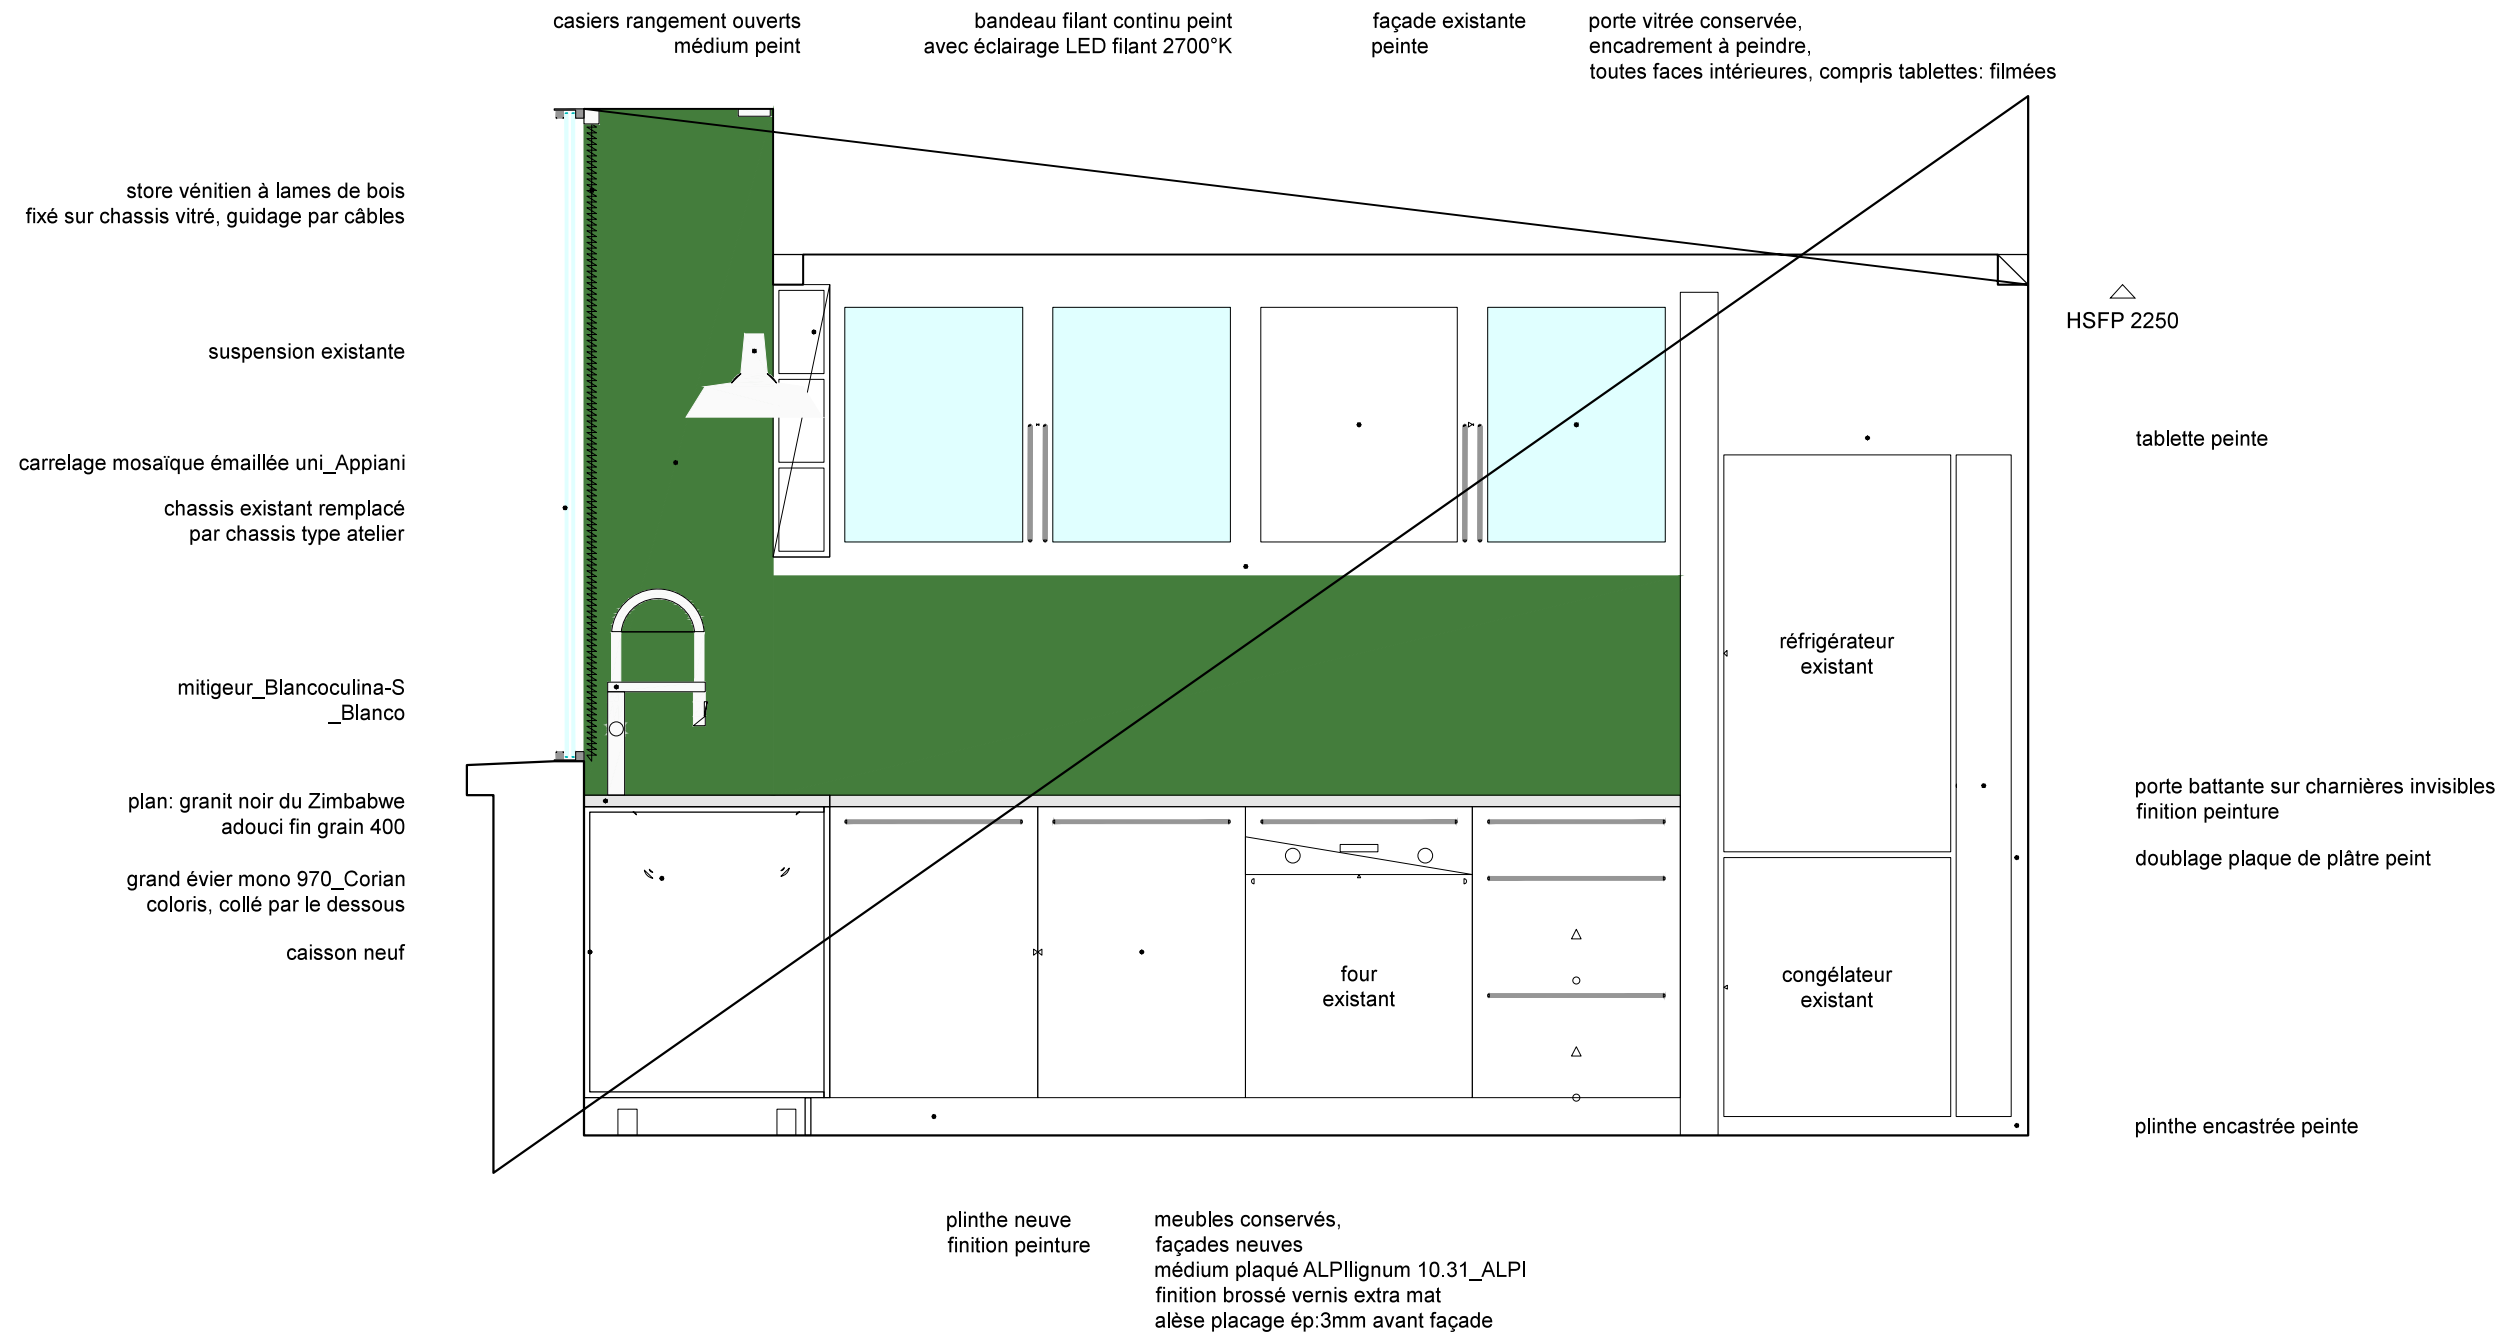 casiers rangement ouverts
médium peint
bandeau filant continu peint
avec éclairage LED filant 2700°K
façade existante
peinte
porte vitrée conservée,
encadrement à peindre,
toutes faces intérieures, compris tablettes: filmées
store vénitien à lames de bois
fixé sur chassis vitré, guidage par câbles
suspension existante
carrelage mosaïque émaillée uni_Appiani
chassis existant remplacé
par chassis type atelier
mitigeur_Blancoculina-S
_Blanco
plan: granit noir du Zimbabwe
adouci fin grain 400
grand évier mono 970_Corian
coloris, collé par le dessous
caisson neuf
réfrigérateur
existant
four
existant
congélateur
existant
HSFP 2250
tablette peinte
porte battante sur charnières invisibles
finition peinture
doublage plaque de plâtre peint
plinthe encastrée peinte
plinthe neuve
finition peinture
meubles conservés,
façades neuves
médium plaqué ALPIlignum 10.31_ALPI
finition brossé vernis extra mat
alèse placage ép:3mm avant façade